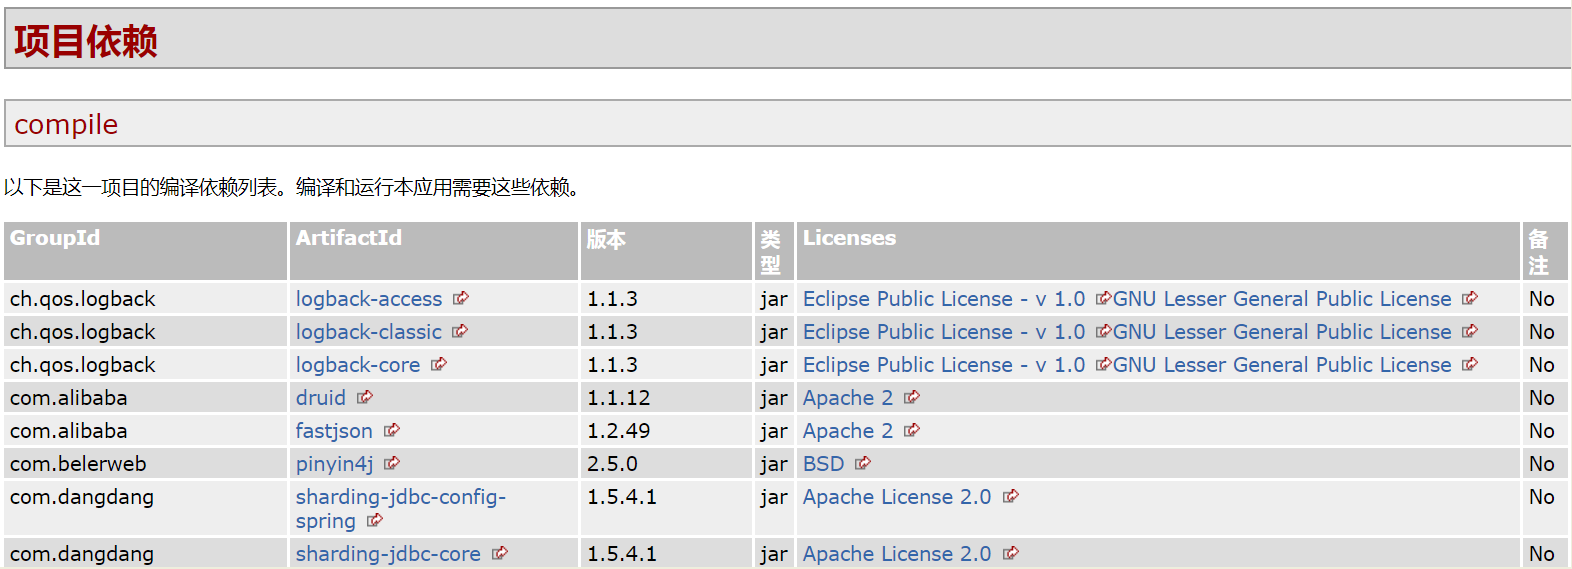 项目依赖
compile
以下是这一项目的编译依赖列表。编译和运行本应用需要这些依赖。
GroupId ArtifactId 版本 类型 Licenses 备注
ch.qos.logback logback-access 1.1.3 jar Eclipse Public License - v 1.0 GNU Lesser General Public License No
ch.qos.logback logback-classic 1.1.3 jar Eclipse Public License - v 1.0 GNU Lesser General Public License No
ch.qos.logback logback-core 1.1.3 jar Eclipse Public License - v 1.0 GNU Lesser General Public License No
com.alibaba druid 1.1.12 jar Apache 2 No
com.alibaba fastjson 1.2.49 jar Apache 2 No
com.belerweb pinyin4j 2.5.0 jar BSD No
com.dangdang sharding-jdbc-config- 1.5.4.1 jar Apache License 2.0 No
spring
com.dangdang sharding-jdbc-core 1.5.4.1 jar Apache License 2.0 No